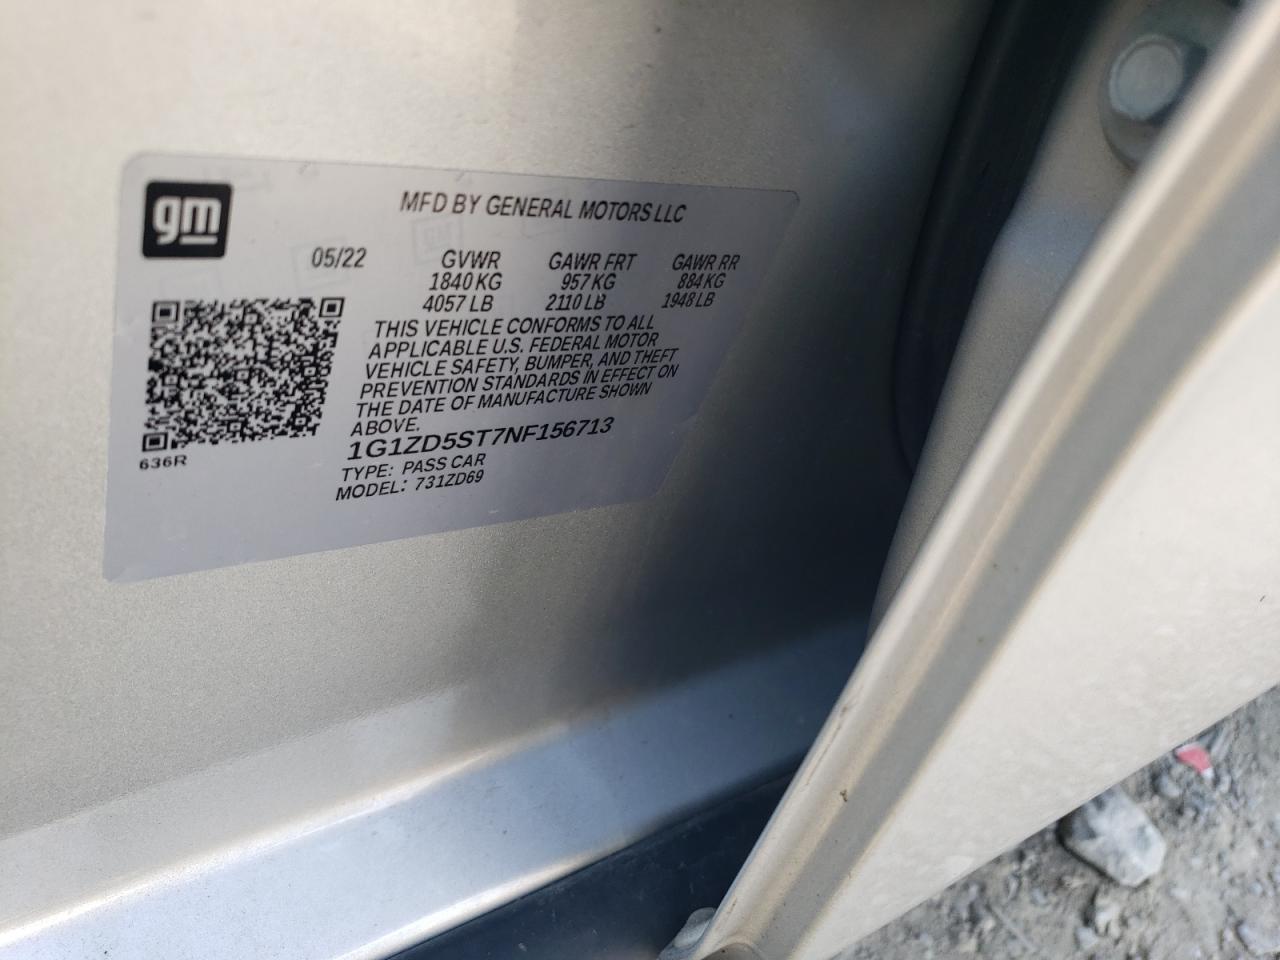 gm
MFD BY GENERAL MOTORS LLC
05/22 GVWR GAWR FRT GAWR RR
1840 KG 957 KG 884 KG
4057 LB 2110 LB 1948 LB
THIS VEHICLE CONFORMS TO ALL
APPLICABLE U.S. FEDERAL MOTOR
VEHICLE SAFETY, BUMPER, AND THEFT
PREVENTION STANDARDS IN EFFECT ON
THE DATE OF MANUFACTURE SHOWN
ABOVE.
1G1ZD5ST7NF156713
TYPE: PASS CAR
MODEL: 731ZD69
636R